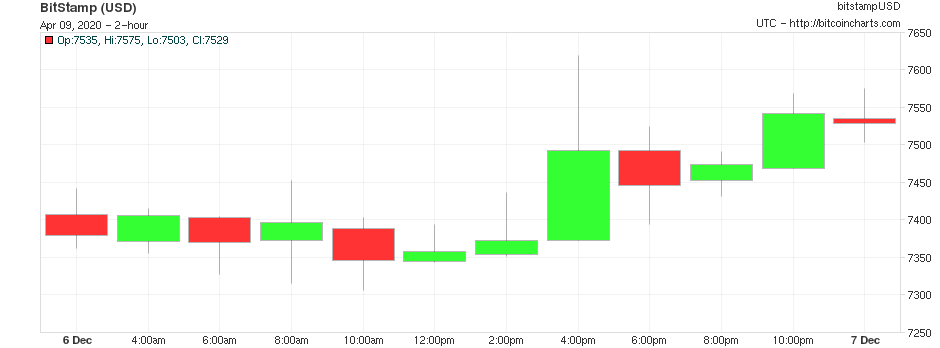 BitStamp (USD)
bitstampUSD
Apr 09, 2020 - 2-hour
UTC - http://bitcoincharts.com
Op:7535, Hi:7575, Lo:7503, Cl:7529
7650
7600
7550
7500
7450
7400
7350
7300
7250
6 Dec 4:00am 6:00am 8:00am 10:00am 12:00pm 2:00pm 4:00pm 6:00pm 8:00pm 10:00pm 7 Dec